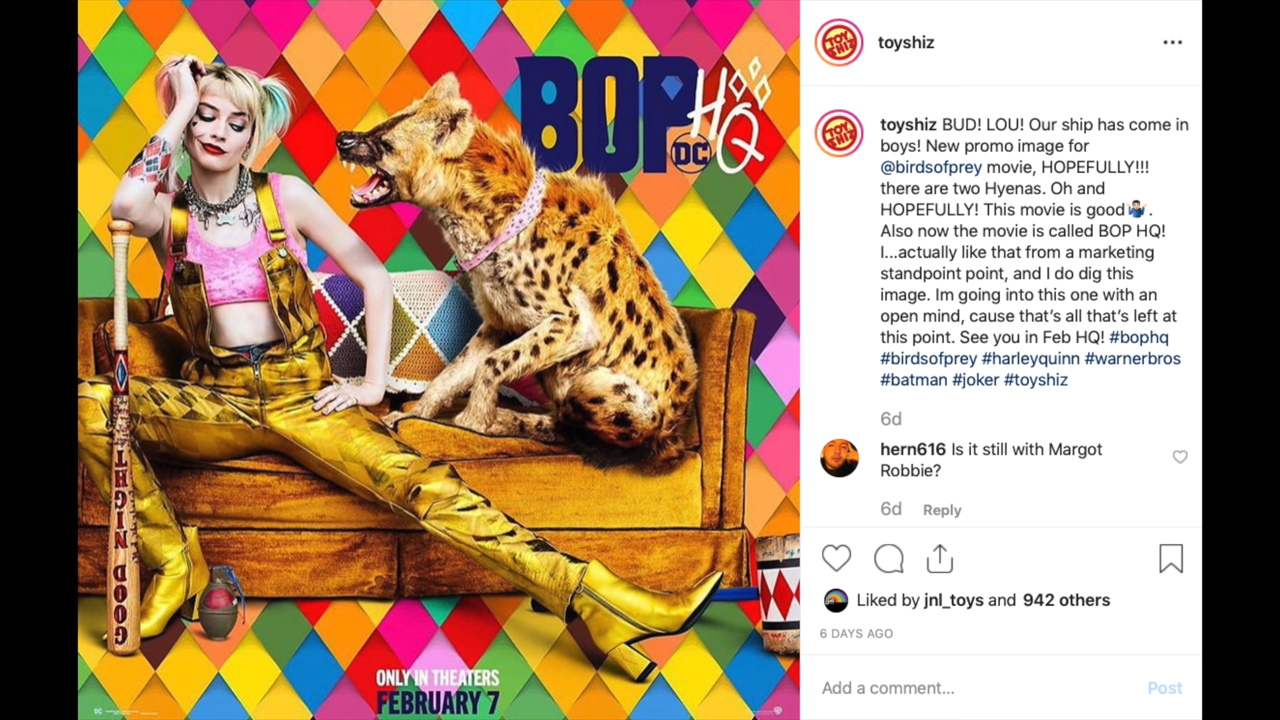 BOP
HQ
DC
GOOD NIGHT
ONLY IN THEATERS
FEBRUARY 7
TOY
SHIZ
toyshiz
TOY
SHIZ
toyshiz BUD! LOU! Our ship has come in
boys! New promo image for
@birdsofprey movie, HOPEFULLY!!!
there are two Hyenas. Oh and
HOPEFULLY! This movie is good🤷🏻‍♂️.
Also now the movie is called BOP HQ!
I...actually like that from a marketing
standpoint point, and I do dig this
image. Im going into this one with an
open mind, cause that's all that's left at
this point. See you in Feb HQ! #bophq
#birdsofprey #harleyquinn #warnerbros
#batman #joker #toyshiz
6d
hern616 Is it still with Margot
Robbie?
6d Reply
Liked by jnl_toys and 942 others
6 DAYS AGO
Add a comment... Post